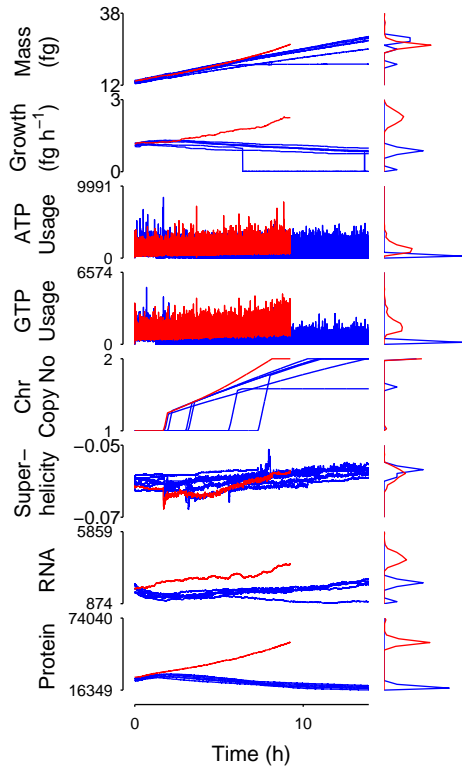 38
Mass
(fg)
12
3
Growth
(fg h⁻¹)
0
9991
ATP
Usage
0
6574
GTP
Usage
0
2
Chr
Copy No
1
−0.05
Super−
helicity
−0.07
5859
RNA
874
74040
Protein
16349
0 10
Time (h)